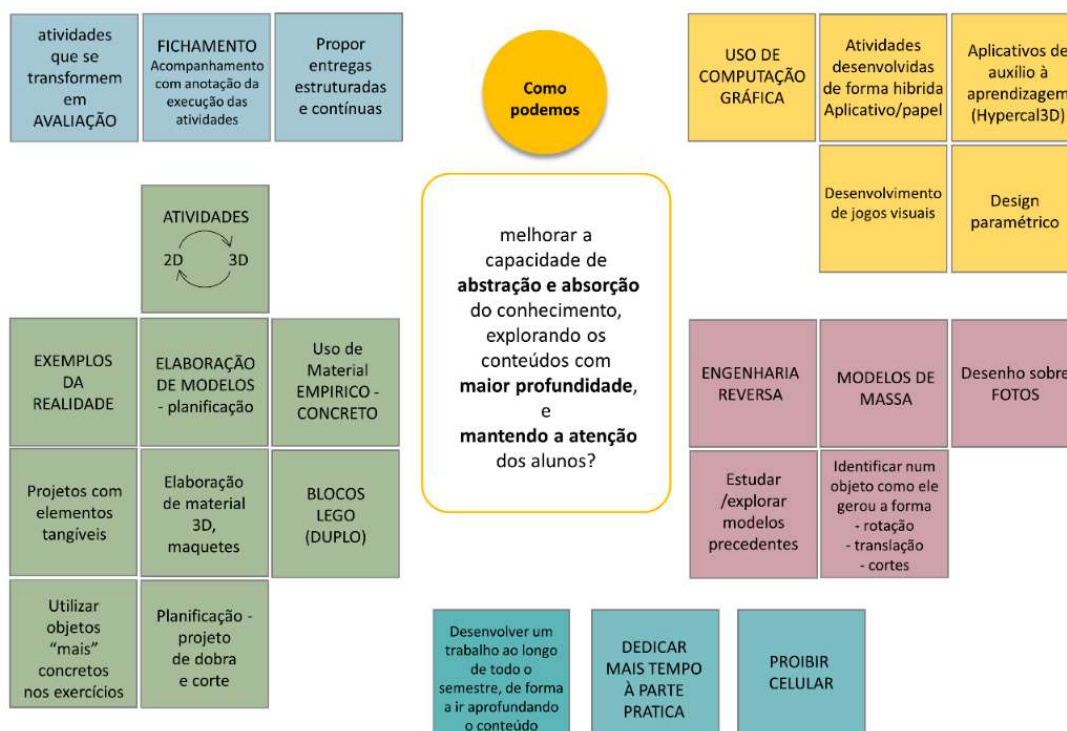 atividades
que se
transformem
em
AVALIAÇÃO
FICHAMENTO
Acompanhamento
com anotação da
execução das
atividades
Propor
entregas
estruturadas
e contínuas
Como
podemos
melhorar a
capacidade de
abstração e absorção
do conhecimento,
explorando os
conteúdos com
maior profundidade,
e
mantendo a atenção
dos alunos?
USO DE
COMPUTAÇÃO
GRÁFICA
Atividades
desenvolvidas
de forma hibrida
Aplicativo/papel
Aplicativos de
auxílio à
aprendizagem
(Hypercal3D)
Desenvolvimento
de jogos visuais
Design
paramétrico
ATIVIDADES
2D 3D
EXEMPLOS
DA
REALIDADE
ELABORAÇÃO
DE MODELOS
- planificação
Uso de
Material
EMPIRICO -
CONCRETO
Projetos com
elementos
tangíveis
Elaboração
de material
3D,
maquetes
BLOCOS
LEGO
(DUPLO)
Utilizar
objetos
“mais”
concretos
nos exercícios
Planificação -
projeto
de dobra
e corte
ENGENHARIA
REVERSA
MODELOS DE
MASSA
Desenho sobre
FOTOS
Estudar
/explorar
modelos
precedentes
Identificar num
objeto como ele
gerou a forma
- rotação
- translação
- cortes
Desenvolver um
trabalho ao longo
de todo o
semestre, de forma
a ir aprofundando
o conteúdo
DEDICAR
MAIS TEMPO
À PARTE
PRATICA
PROIBIR
CELULAR